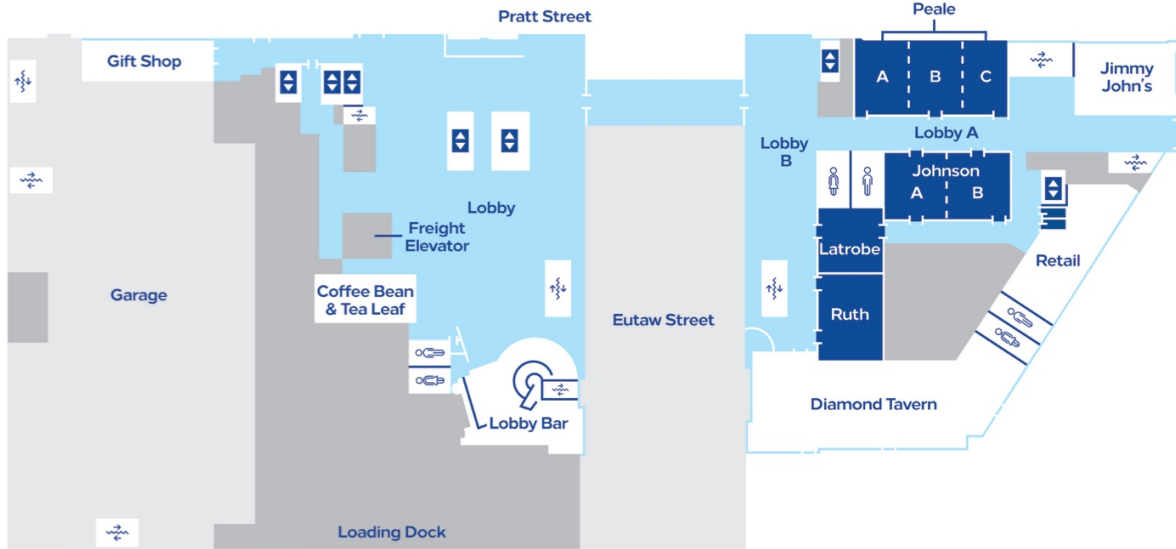 Pratt Street
Peale
Gift Shop
A
B
C
Jimmy
John's
Lobby A
Lobby
B
Johnson
A
B
Lobby
Freight
Elevator
Latrobe
Retail
Garage
Coffee Bean
& Tea Leaf
Eutaw Street
Ruth
Diamond Tavern
Lobby Bar
Loading Dock